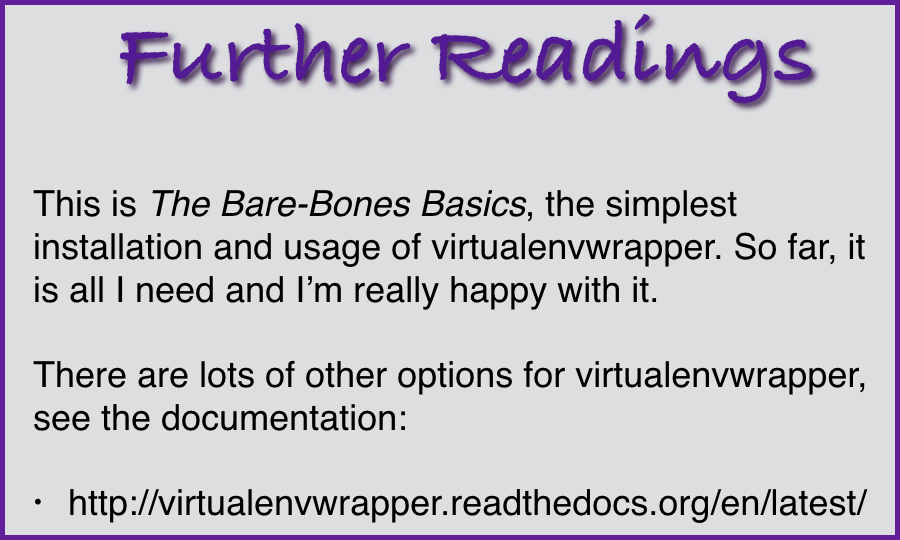 Further Readings
This is The Bare-Bones Basics, the simplest
installation and usage of virtualenvwrapper. So far, it
is all I need and I’m really happy with it.
There are lots of other options for virtualenvwrapper,
see the documentation:
• http://virtualenvwrapper.readthedocs.org/en/latest/